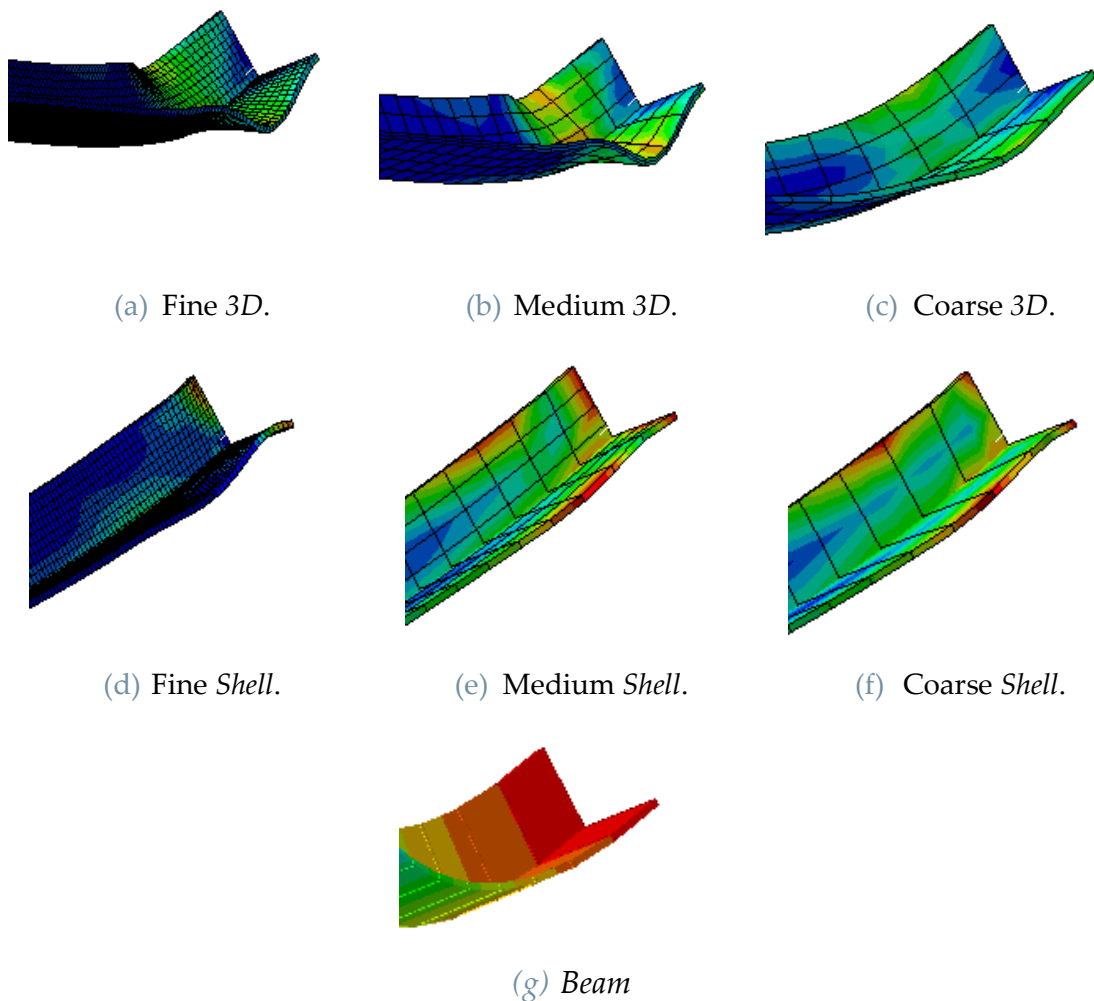 (a) Fine 3D.
(b) Medium 3D.
(c) Coarse 3D.
(d) Fine Shell.
(e) Medium Shell.
(f) Coarse Shell.
(g) Beam